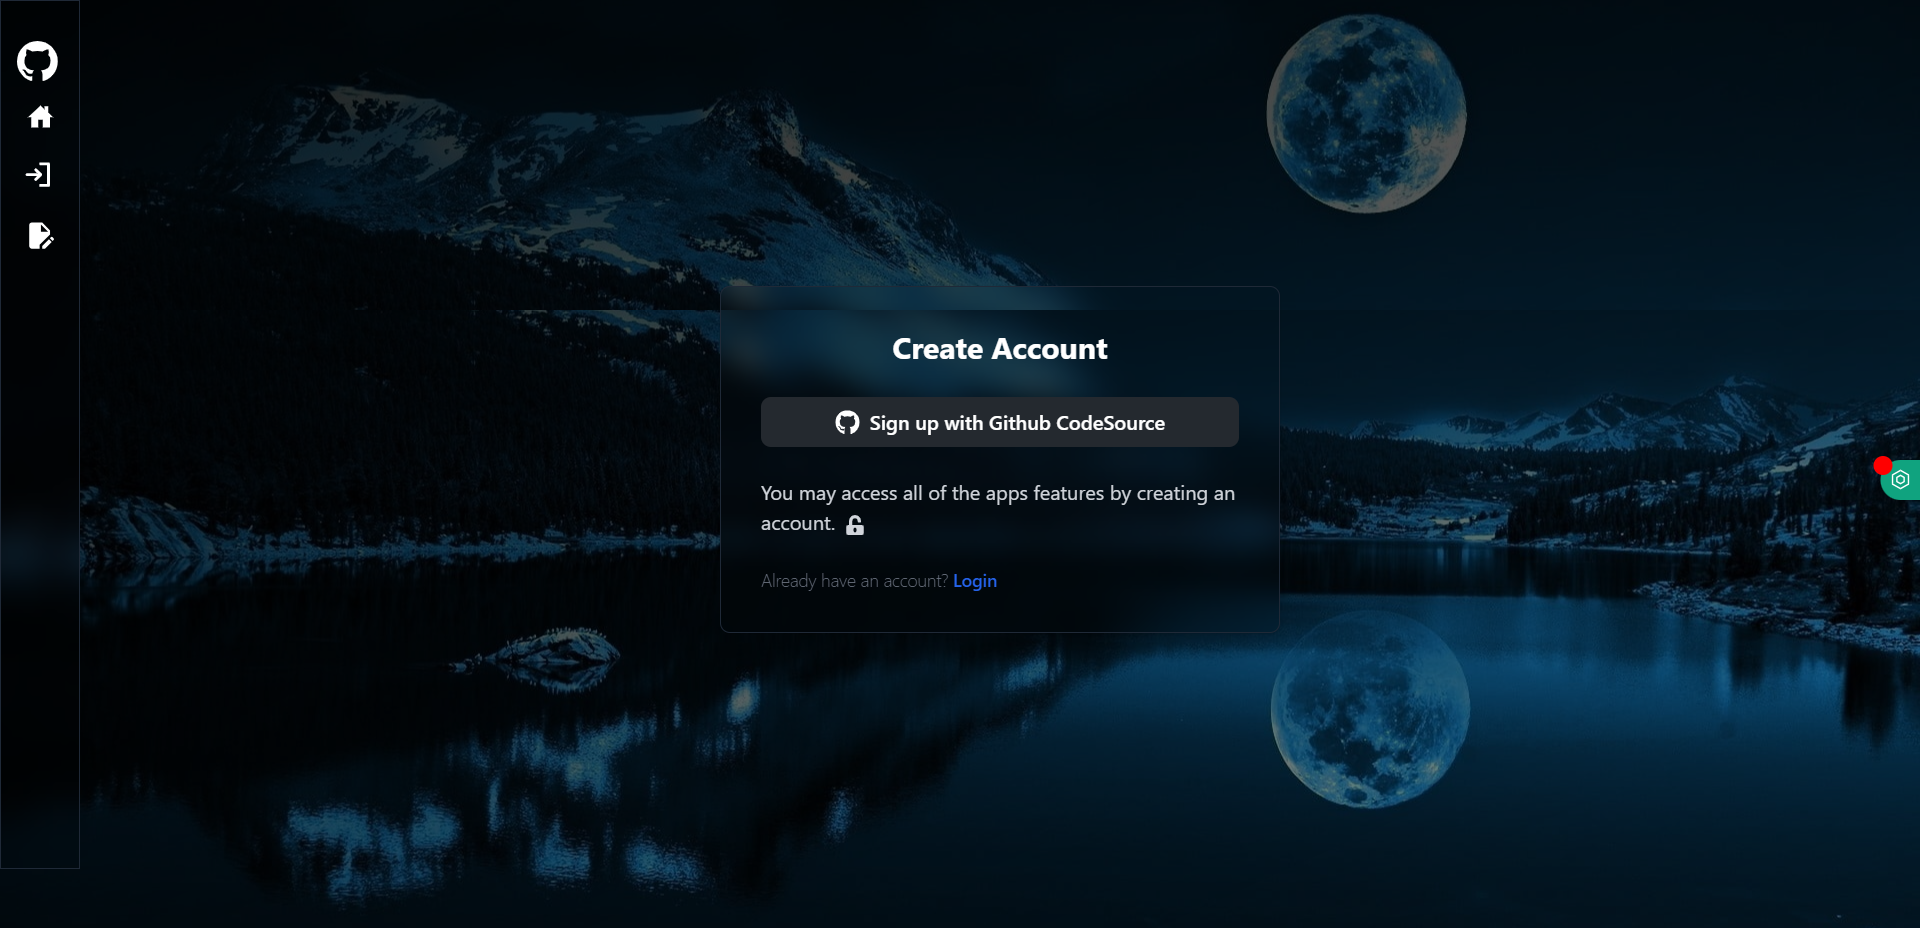 Create Account
Sign up with Github CodeSource
You may access all of the apps features by creating an
account.
Already have an account? Login